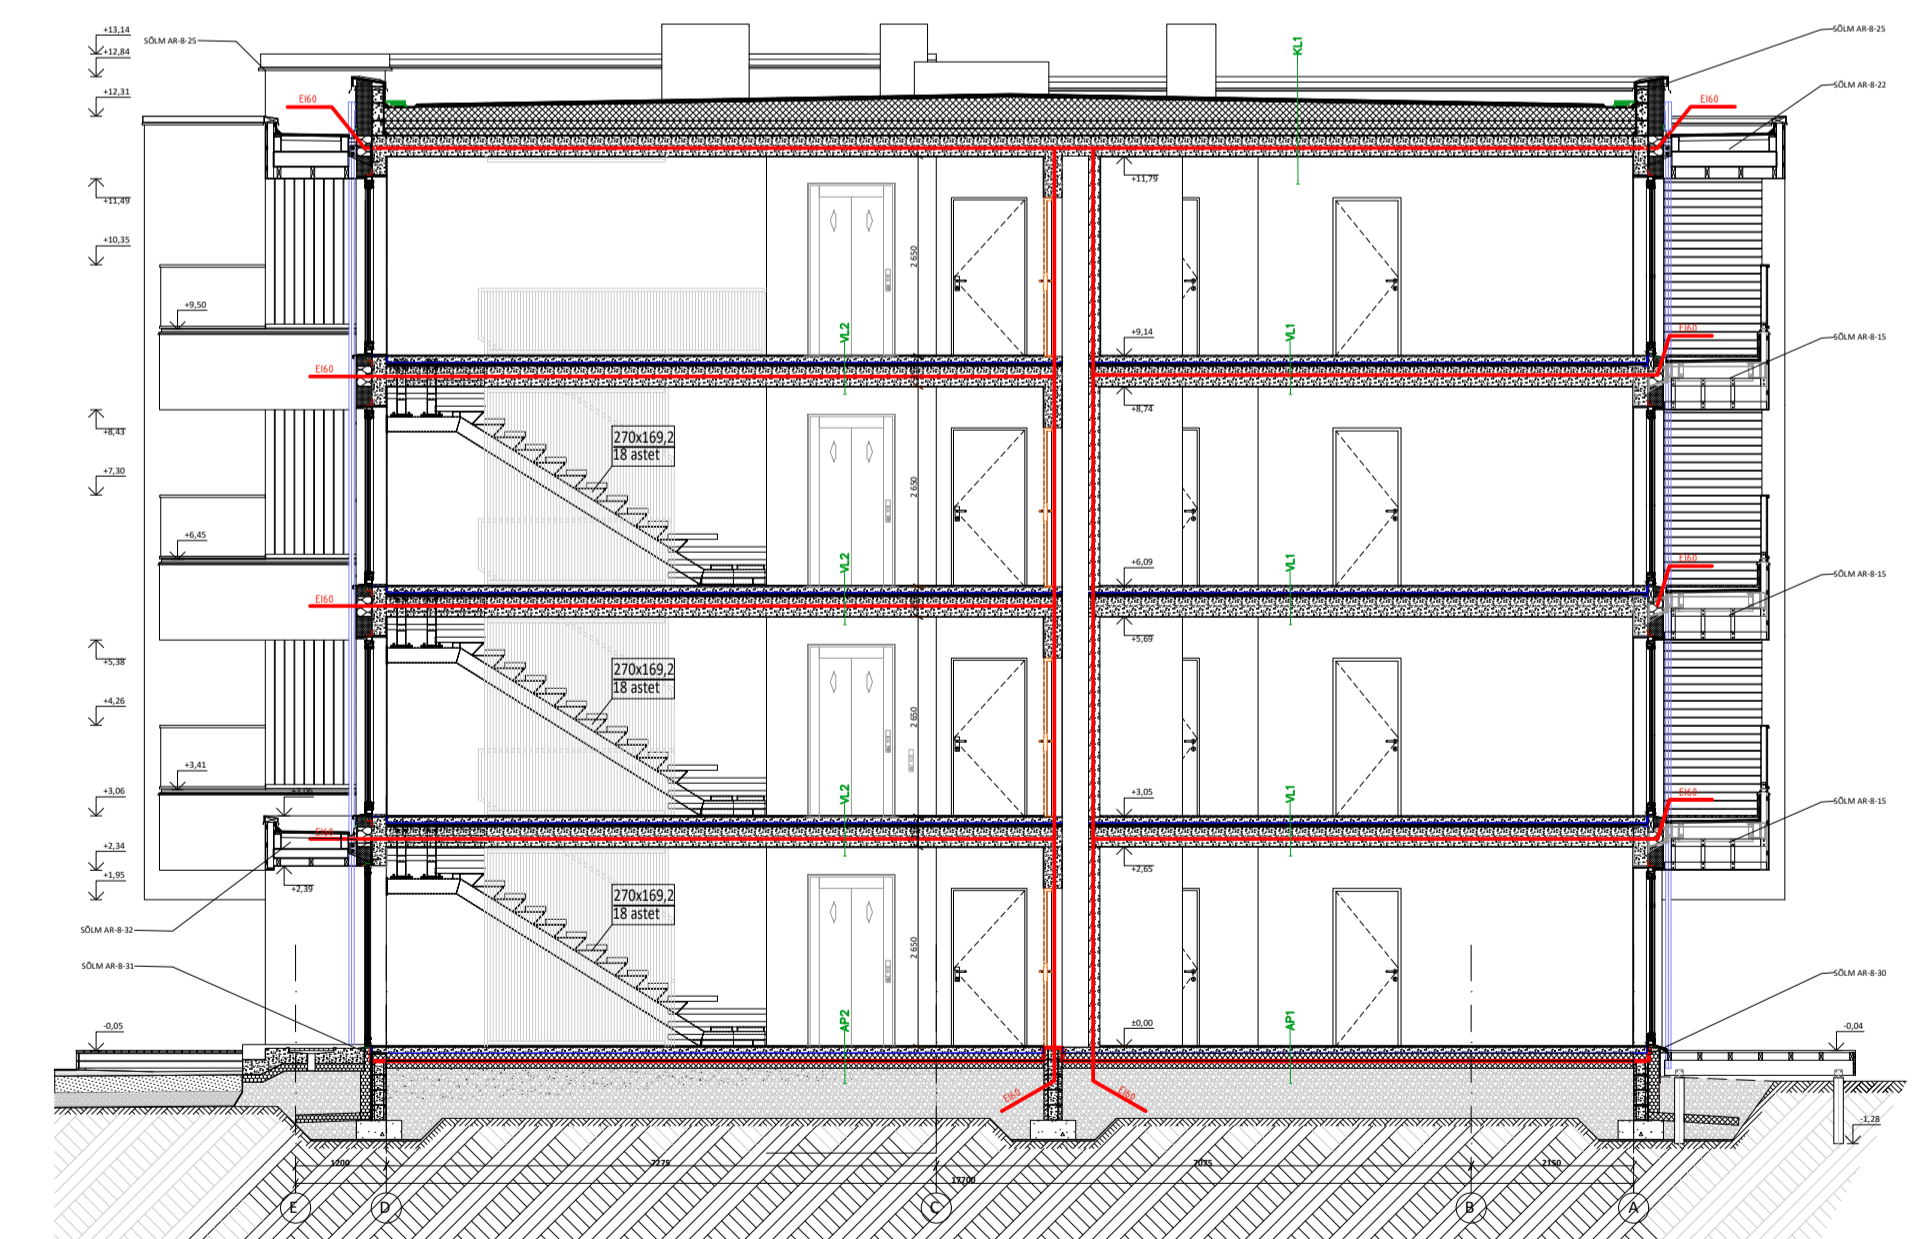 +13,14
SÕLM AR-8-25
+12,84
+12,31
+11,49
+10,35
+9,50
+8,43
+7,30
+6,45
+5,38
+4,26
+3,41
+3,06
+3,06
+2,34
+2,39
+1,95
SÕLM AR-8-32
SÕLM AR-8-31
-0,05
EI60
EI60
EI60
EI60
KL1
SÕLM AR-8-25
SÕLM AR-8-22
EI60
+11,79
2 650
VL2
+9,14
VL1
EI60
SÕLM AR-8-15
+8,74
270x169,2
18 astet
2 650
VL2
+6,09
VL1
EI60
SÕLM AR-8-15
+5,69
270x169,2
18 astet
2 650
VL2
+3,05
VL1
EI60
SÕLM AR-8-15
+2,65
270x169,2
18 astet
2 650
AP2
±0,00
AP1
SÕLM AR-8-30
-0,04
EI60
EI60
-1,28
1200
7275
7075
2150
17700
E
D
C
B
A